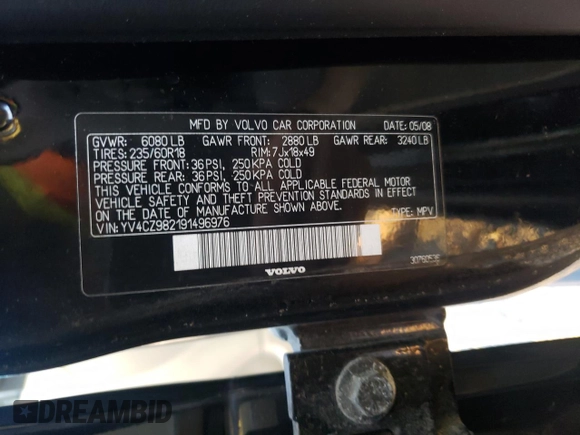 MFD BY VOLVO CAR CORPORATION DATE: 05/08
GVWR: 6080 LB GAWR FRONT: 2880 LB GAWR REAR: 3240 LB
TIRES: 235/60R18 RIM: 7Jx18x49
PRESSURE FRONT: 36 PSI, 250 KPA COLD
PRESSURE REAR: 36 PSI, 250 KPA COLD
THIS VEHICLE CONFORMS TO ALL APPLICABLE FEDERAL MOTOR
VEHICLE SAFETY AND THEFT PREVENTION STANDARDS IN
EFFECT ON THE DATE OF MANUFACTURE SHOWN ABOVE.
VIN: YV4CZ982191496976 TYPE: MPV
VOLVO
DREAMBID